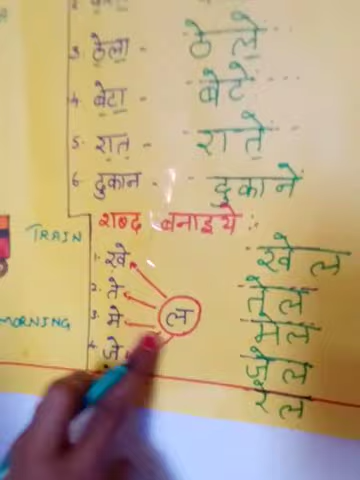 3. ठेला - ठेले
4. बेटा - बेटे
5. रात - राते
6. दुकान - दुकाने
शब्द बनाइये :
TRAIN
1. खे खेल
2. ते तेल
3. मे ल मेल
MORNING
4. जे जेल
रेल